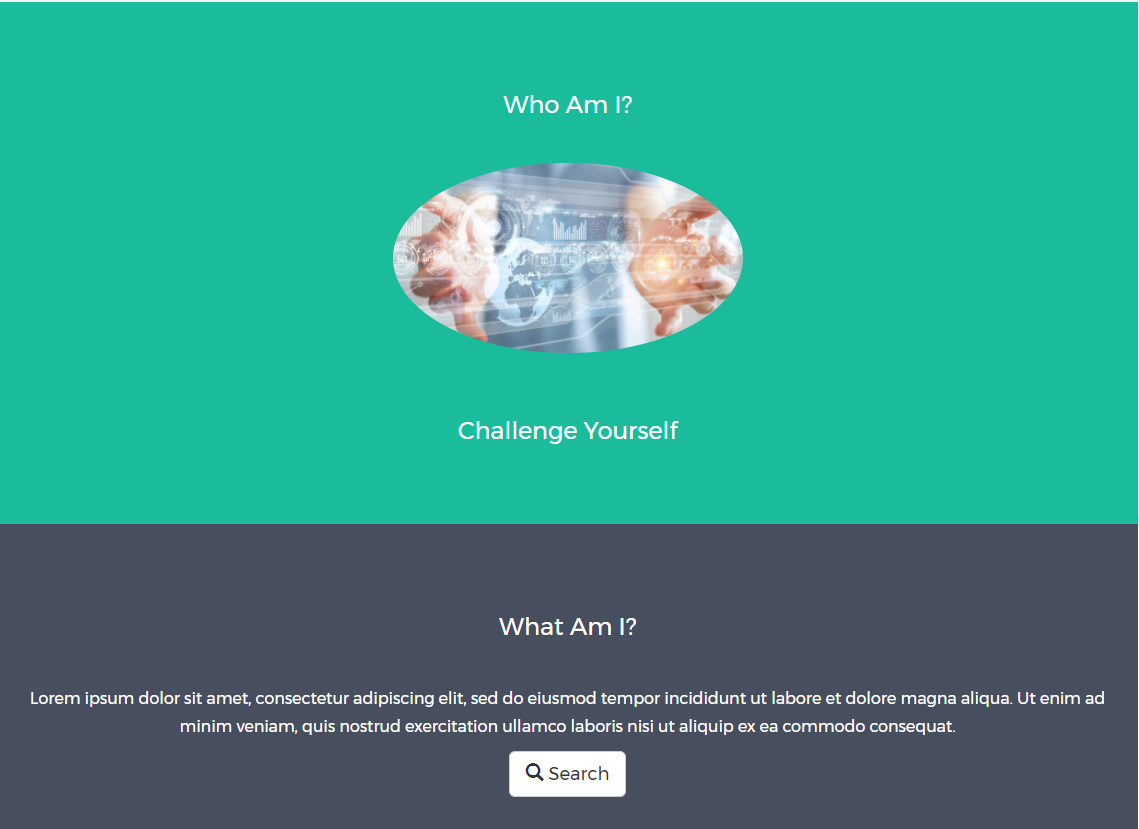 Who Am I?
Challenge Yourself
What Am I?
Lorem ipsum dolor sit amet, consectetur adipiscing elit, sed do eiusmod tempor incididunt ut labore et dolore magna aliqua. Ut enim ad
minim veniam, quis nostrud exercitation ullamco laboris nisi ut aliquip ex ea commodo consequat.
Search